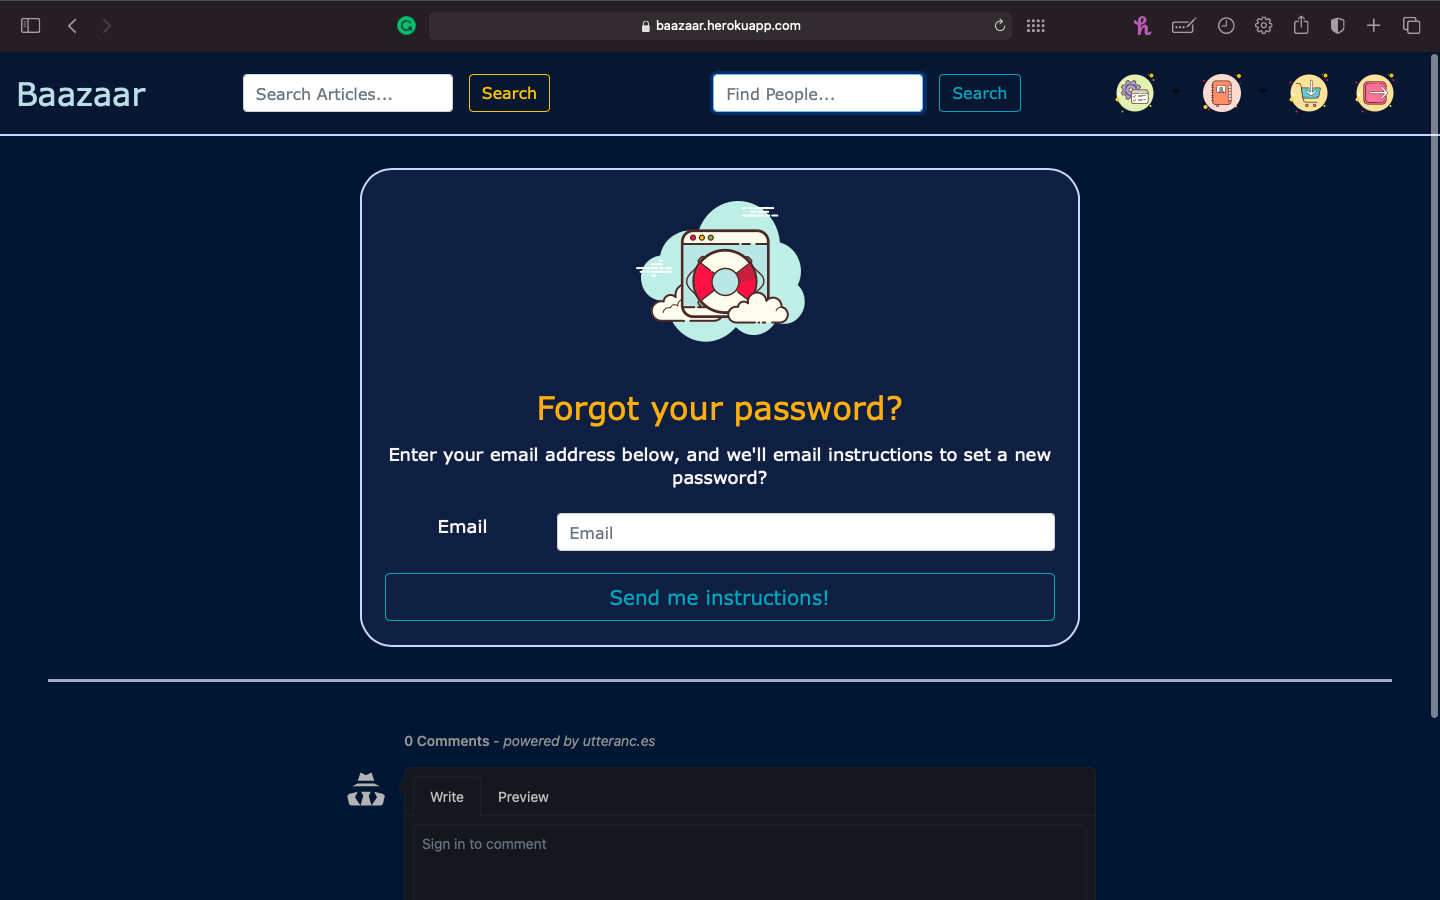 baazaar.herokuapp.com
Baazaar
Search Articles...
Search
Find People...
Search
Forgot your password?
Enter your email address below, and we'll email instructions to set a new
password?
Email
Email
Send me instructions!
0 Comments - powered by utteranc.es
Write
Preview
Sign in to comment